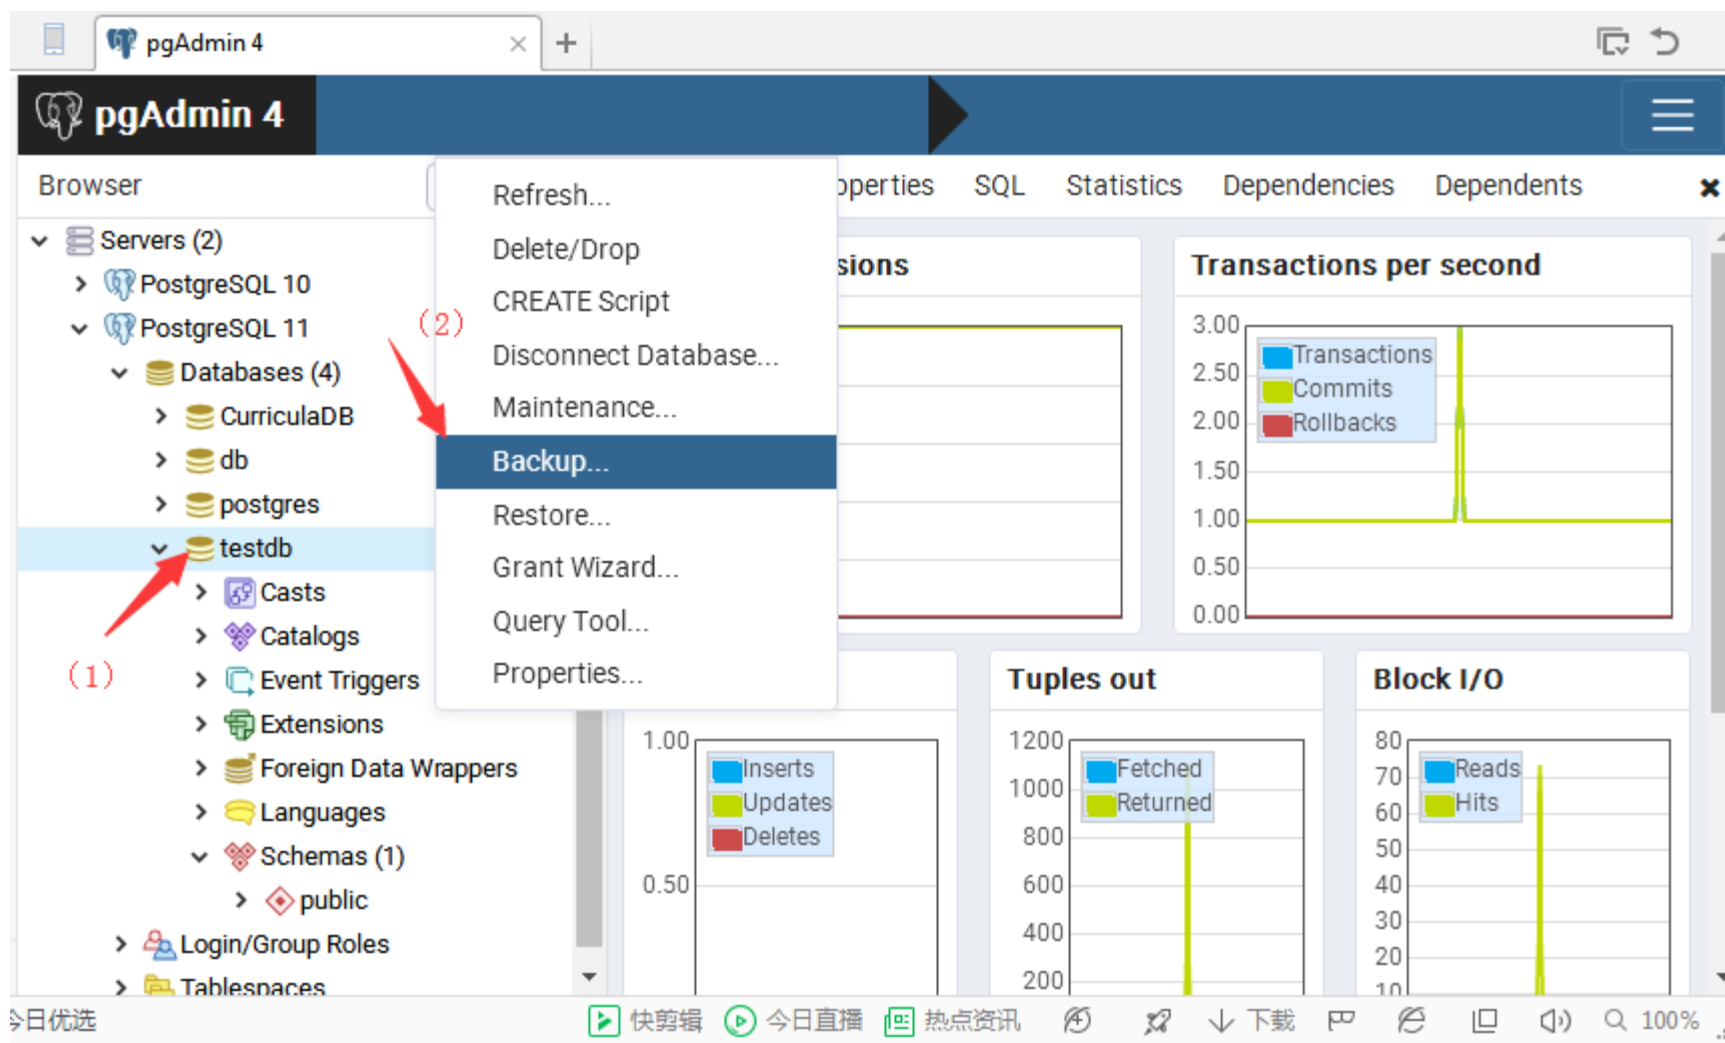 pgAdmin 4
pgAdmin 4
Browser
operties SQL Statistics Dependencies Dependents
Servers (2)
PostgreSQL 10
PostgreSQL 11
Databases (4)
CurriculaDB
db
postgres
testdb
Casts
Catalogs
Event Triggers
Extensions
Foreign Data Wrappers
Languages
Schemas (1)
public
Login/Group Roles
Tablespaces
(1)
(2)
Refresh...
Delete/Drop
CREATE Script
Disconnect Database...
Maintenance...
Backup...
Restore...
Grant Wizard...
Query Tool...
Properties...
sions
Transactions per second
3.00
2.50
2.00
1.50
1.00
0.50
0.00
Transactions
Commits
Rollbacks
1.00
0.50
Inserts
Updates
Deletes
Tuples out
1200
1000
800
600
400
200
Fetched
Returned
Block I/O
80
70
60
50
40
30
20
10
Reads
Hits
今日优选 快剪辑 今日直播 热点资讯 下载 100%